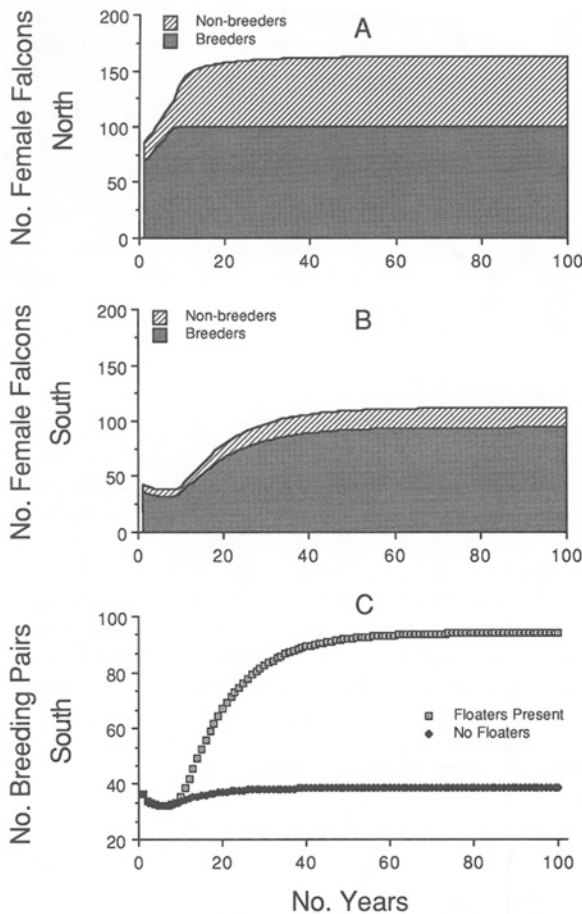 No. Female Falcons
North
200
150
100
50
0
Non-breeders
Breeders
A
0 20 40 60 80 100
No. Female Falcons
South
200
150
100
50
0
Non-breeders
Breeders
B
0 20 40 60 80 100
No. Breeding Pairs
South
100
80
60
40
20
C
Floaters Present
No Floaters
0 20 40 60 80 100
No. Years